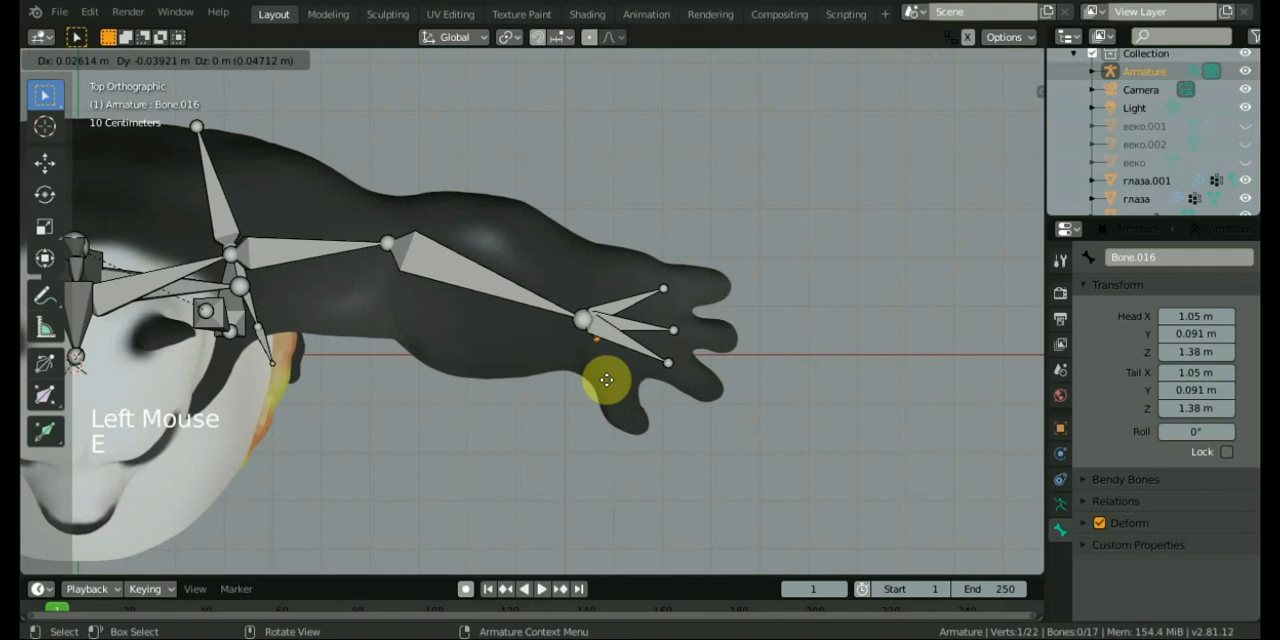 File Edit Render Window Help Layout Modeling Sculpting UV Editing Texture Paint Shading Animation Rendering Compositing Scripting + Scene View Layer
Global X Options
Dx: 0.02614 m Dy: -0.03921 m Dz: 0 m (0.04712 m)
Top Orthographic
(1) Armature : Bone.016
10 Centimeters
Left Mouse
E
Collection
Armature
Camera
Light
веко.001
веко.002
веко
глаза.001
глаза
Bone.016
Transform
Head X 1.05 m
Y 0.091 m
Z 1.38 m
Tail X 1.05 m
Y 0.091 m
Z 1.38 m
Roll 0°
Lock
Bendy Bones
Relations
Deform
Custom Properties
Playback Keying View Marker 1 Start 1 End 250
1
Select Box Select Rotate View Armature Context Menu Armature | Verts:1/22 | Bones:0/17 | Mem: 154.4 MiB | v2.81.12